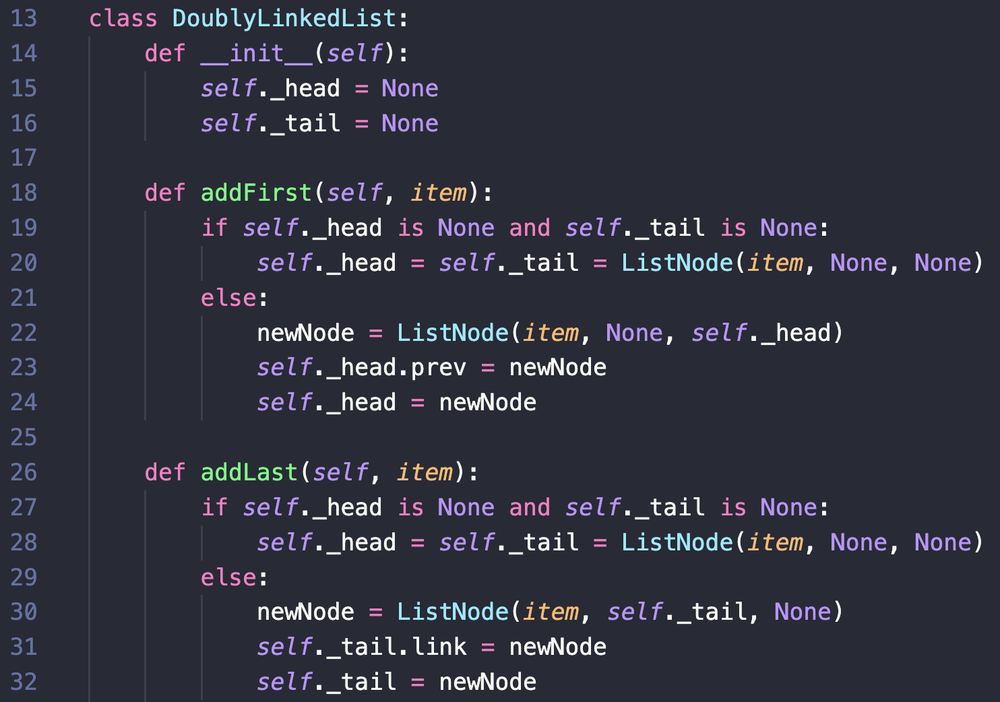 13 class DoublyLinkedList:
14     def __init__(self):
15         self._head = None
16         self._tail = None
17
18     def addFirst(self, item):
19         if self._head is None and self._tail is None:
20             self._head = self._tail = ListNode(item, None, None)
21         else:
22             newNode = ListNode(item, None, self._head)
23             self._head.prev = newNode
24             self._head = newNode
25
26     def addLast(self, item):
27         if self._head is None and self._tail is None:
28             self._head = self._tail = ListNode(item, None, None)
29         else:
30             newNode = ListNode(item, self._tail, None)
31             self._tail.link = newNode
32             self._tail = newNode